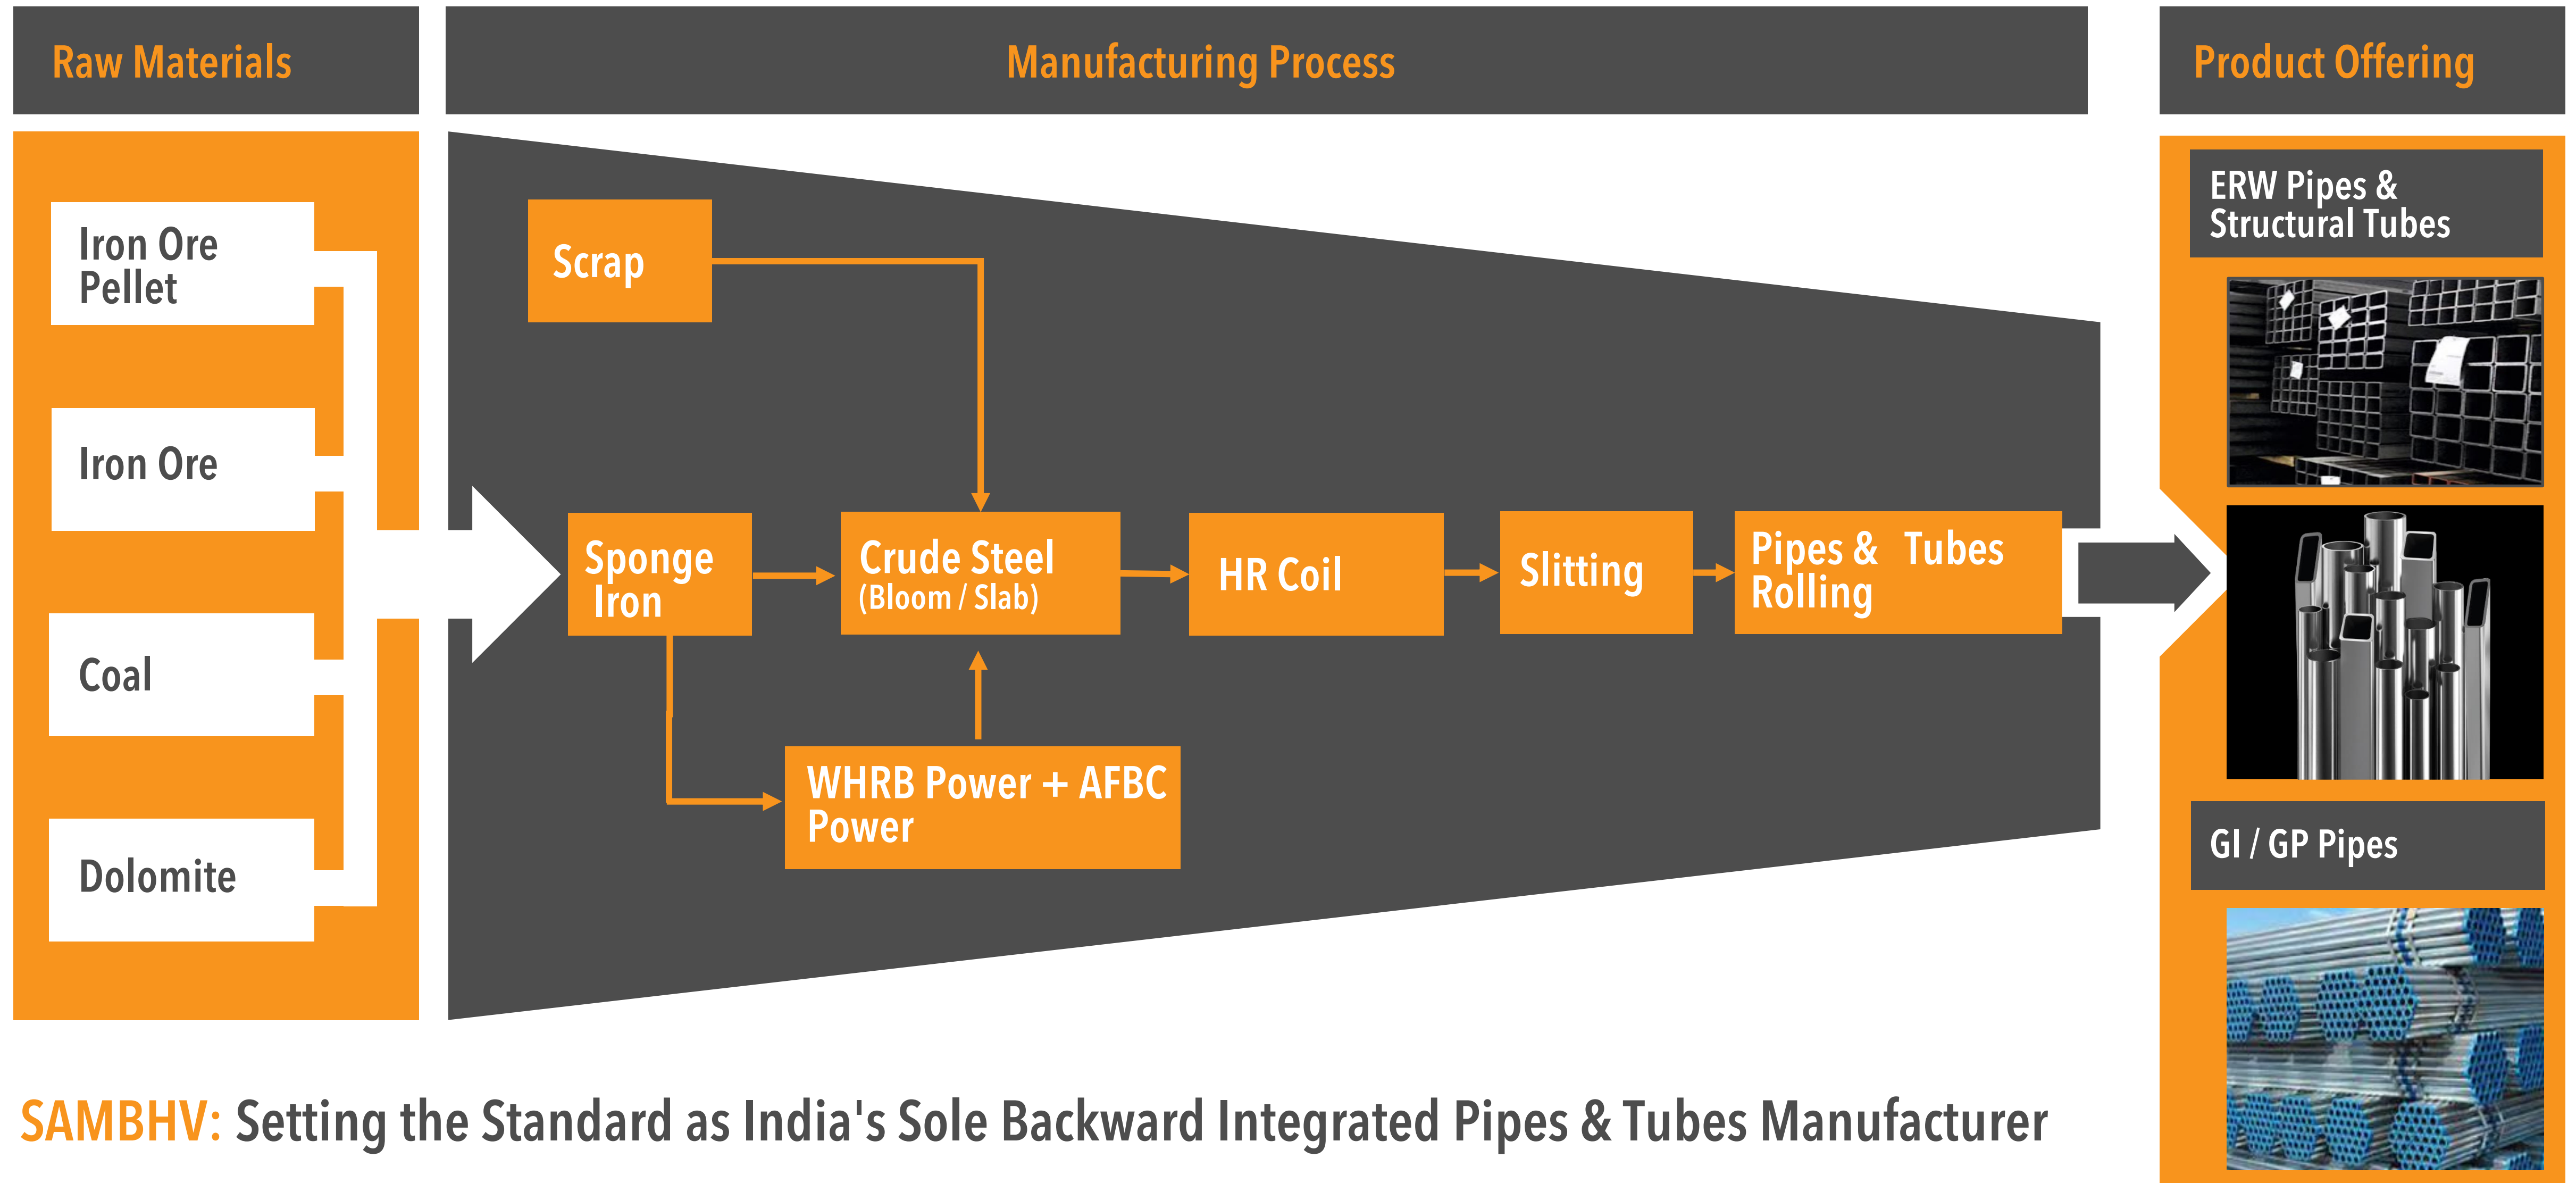 Raw Materials
Manufacturing Process
Product Offering
Iron Ore
Pellet
Iron Ore
Coal
Dolomite
Scrap
Sponge
Iron
Crude Steel
(Bloom / Slab)
HR Coil
Slitting
Pipes & Tubes
Rolling
WHRB Power + AFBC
Power
ERW Pipes &
Structural Tubes
GI / GP Pipes
SAMBHV: Setting the Standard as India's Sole Backward Integrated Pipes & Tubes Manufacturer